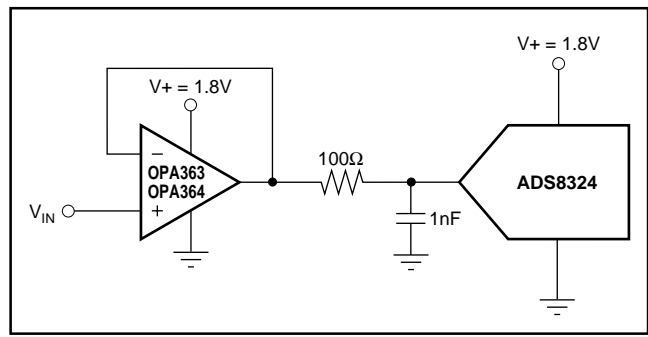 V+ = 1.8V
V+ = 1.8V
−
OPA363
OPA364
+
V_IN
100Ω
1nF
ADS8324